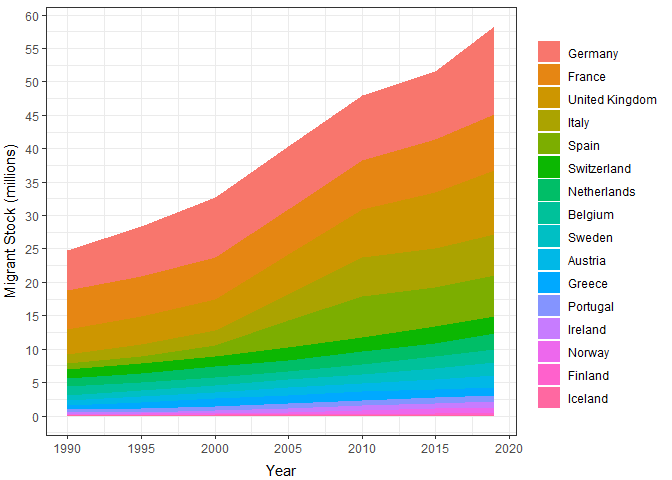 60
55
50
45
40
35
30
25
20
15
10
5
0
Migrant Stock (millions)
1990
1995
2000
2005
2010
2015
2020
Year
Germany
France
United Kingdom
Italy
Spain
Switzerland
Netherlands
Belgium
Sweden
Austria
Greece
Portugal
Ireland
Norway
Finland
Iceland